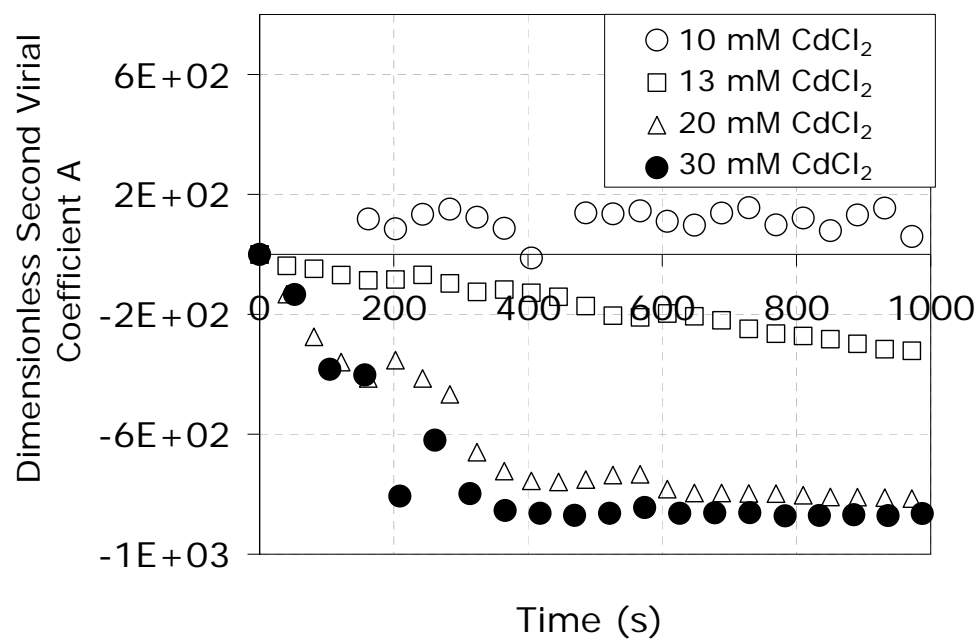 Dimensionless Second Virial
Coefficient A
6E+02
2E+02
-2E+02
-6E+02
-1E+03
10 mM CdCl₂
13 mM CdCl₂
20 mM CdCl₂
30 mM CdCl₂
0 200 400 600 800 1000
Time (s)